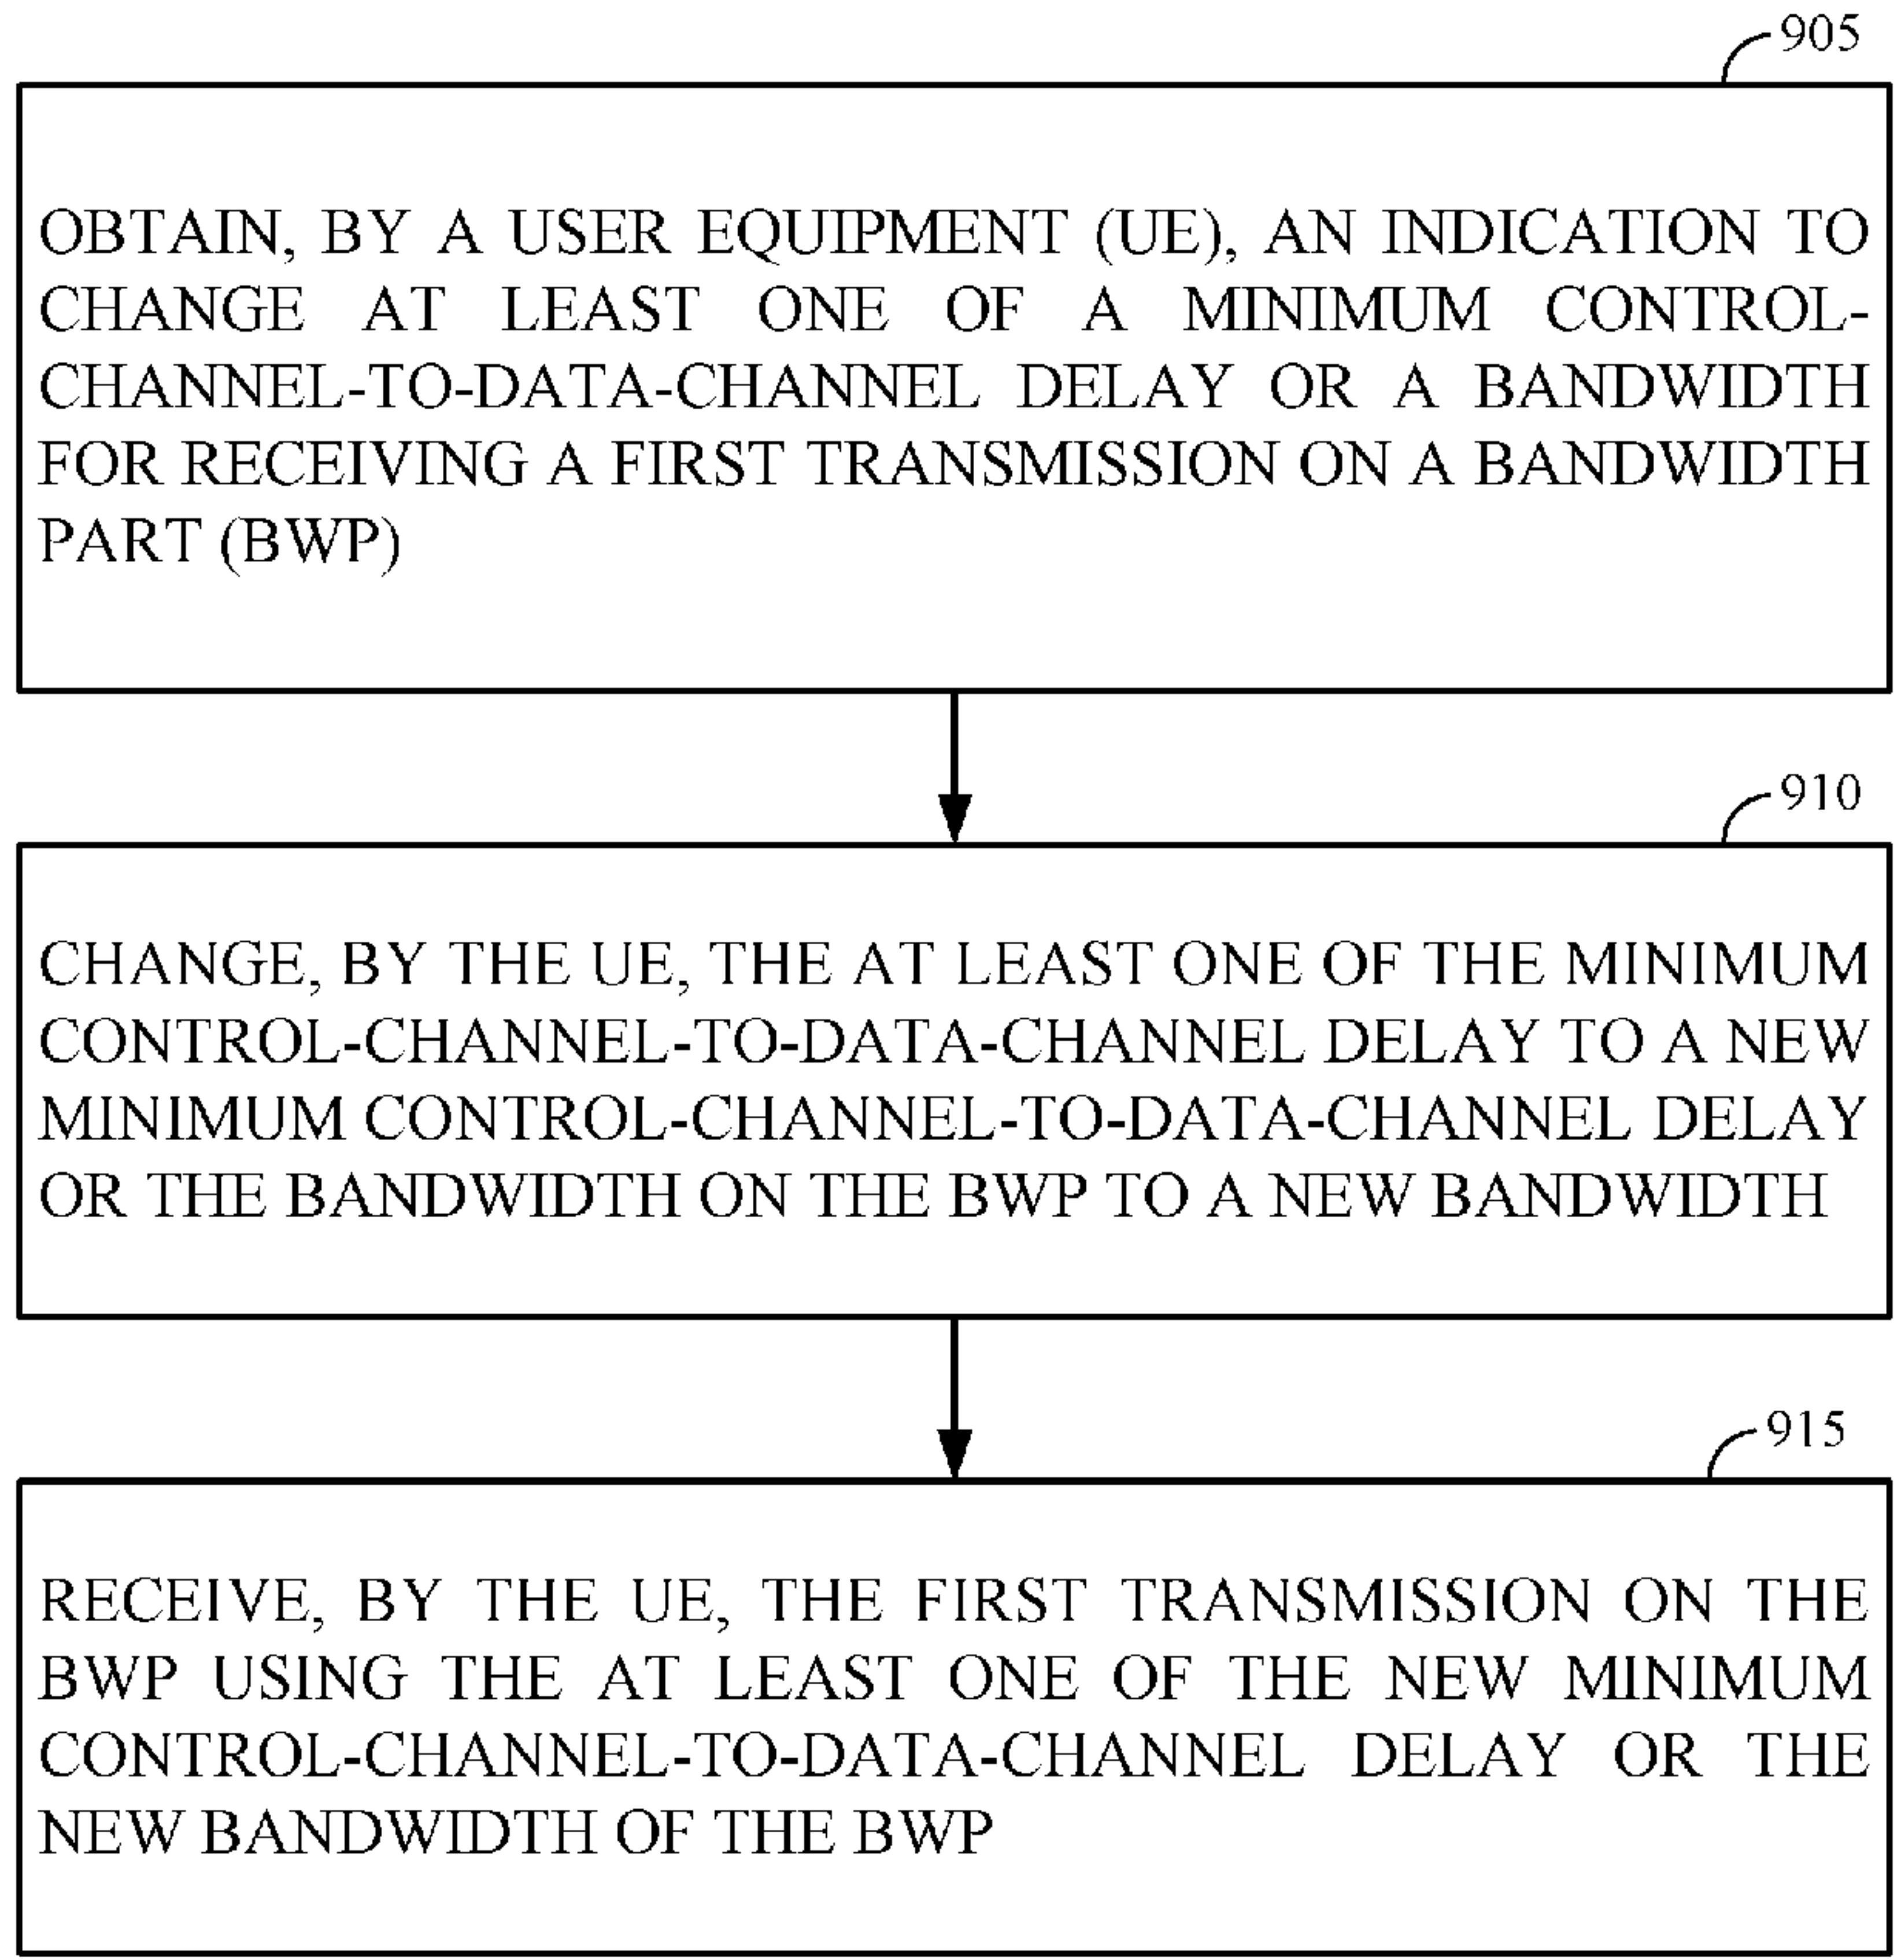 905
OBTAIN, BY A USER EQUIPMENT (UE), AN INDICATION TO
CHANGE AT LEAST ONE OF A MINIMUM CONTROL-
CHANNEL-TO-DATA-CHANNEL DELAY OR A BANDWIDTH
FOR RECEIVING A FIRST TRANSMISSION ON A BANDWIDTH
PART (BWP)
910
CHANGE, BY THE UE, THE AT LEAST ONE OF THE MINIMUM
CONTROL-CHANNEL-TO-DATA-CHANNEL DELAY TO A NEW
MINIMUM CONTROL-CHANNEL-TO-DATA-CHANNEL DELAY
OR THE BANDWIDTH ON THE BWP TO A NEW BANDWIDTH
915
RECEIVE, BY THE UE, THE FIRST TRANSMISSION ON THE
BWP USING THE AT LEAST ONE OF THE NEW MINIMUM
CONTROL-CHANNEL-TO-DATA-CHANNEL DELAY OR THE
NEW BANDWIDTH OF THE BWP